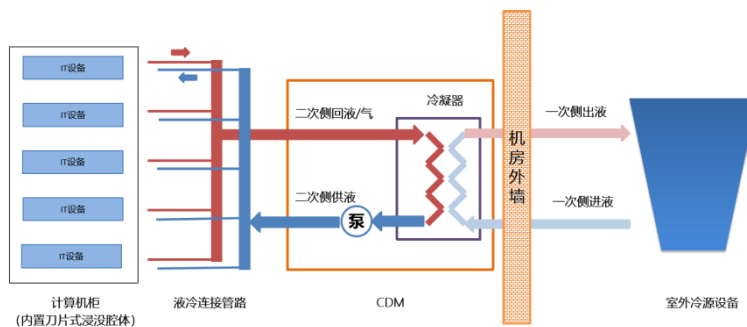 IT设备
IT设备
IT设备
IT设备
IT设备
二次侧回液/气
冷凝器
一次侧出液
机房外墙
二次侧供液
泵
一次侧进液
计算机柜
(内置刀片式浸没腔体)
液冷连接管路
CDM
室外冷源设备